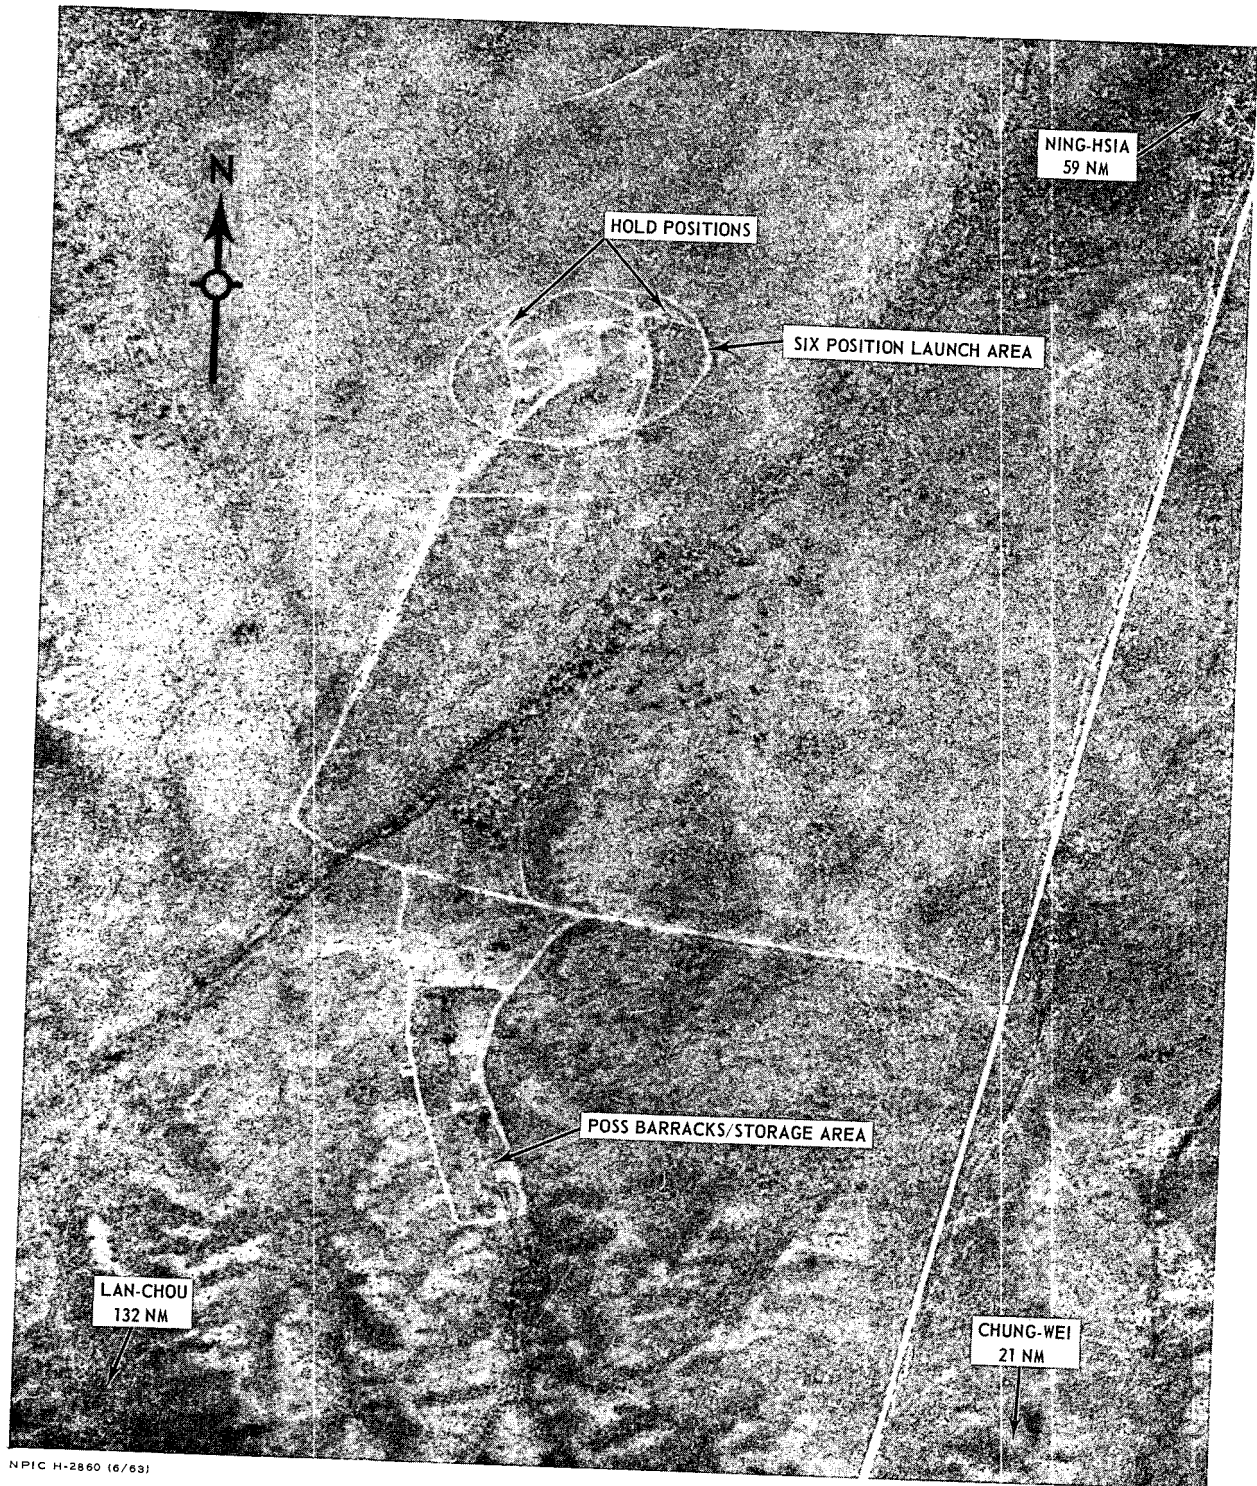 NING-HSIA
59 NM
N
HOLD POSITIONS
SIX POSITION LAUNCH AREA
POSS BARRACKS/STORAGE AREA
LAN-CHOU
132 NM
CHUNG-WEI
21 NM
NPIC H-2860 (6/63)